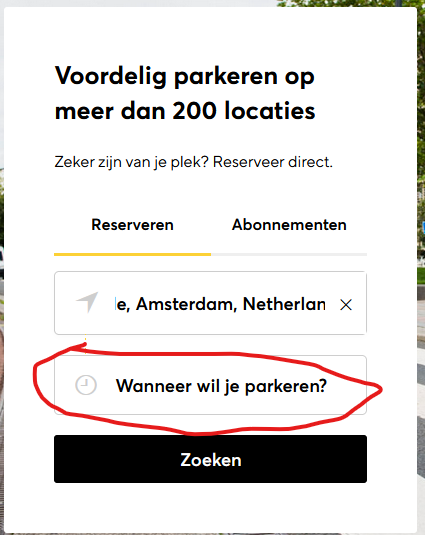 Voordelig parkeren op
meer dan 200 locaties
Zeker zijn van je plek? Reserveer direct.
Reserveren Abonnementen
, Amsterdam, Netherlan
Wanneer wil je parkeren?
Zoeken